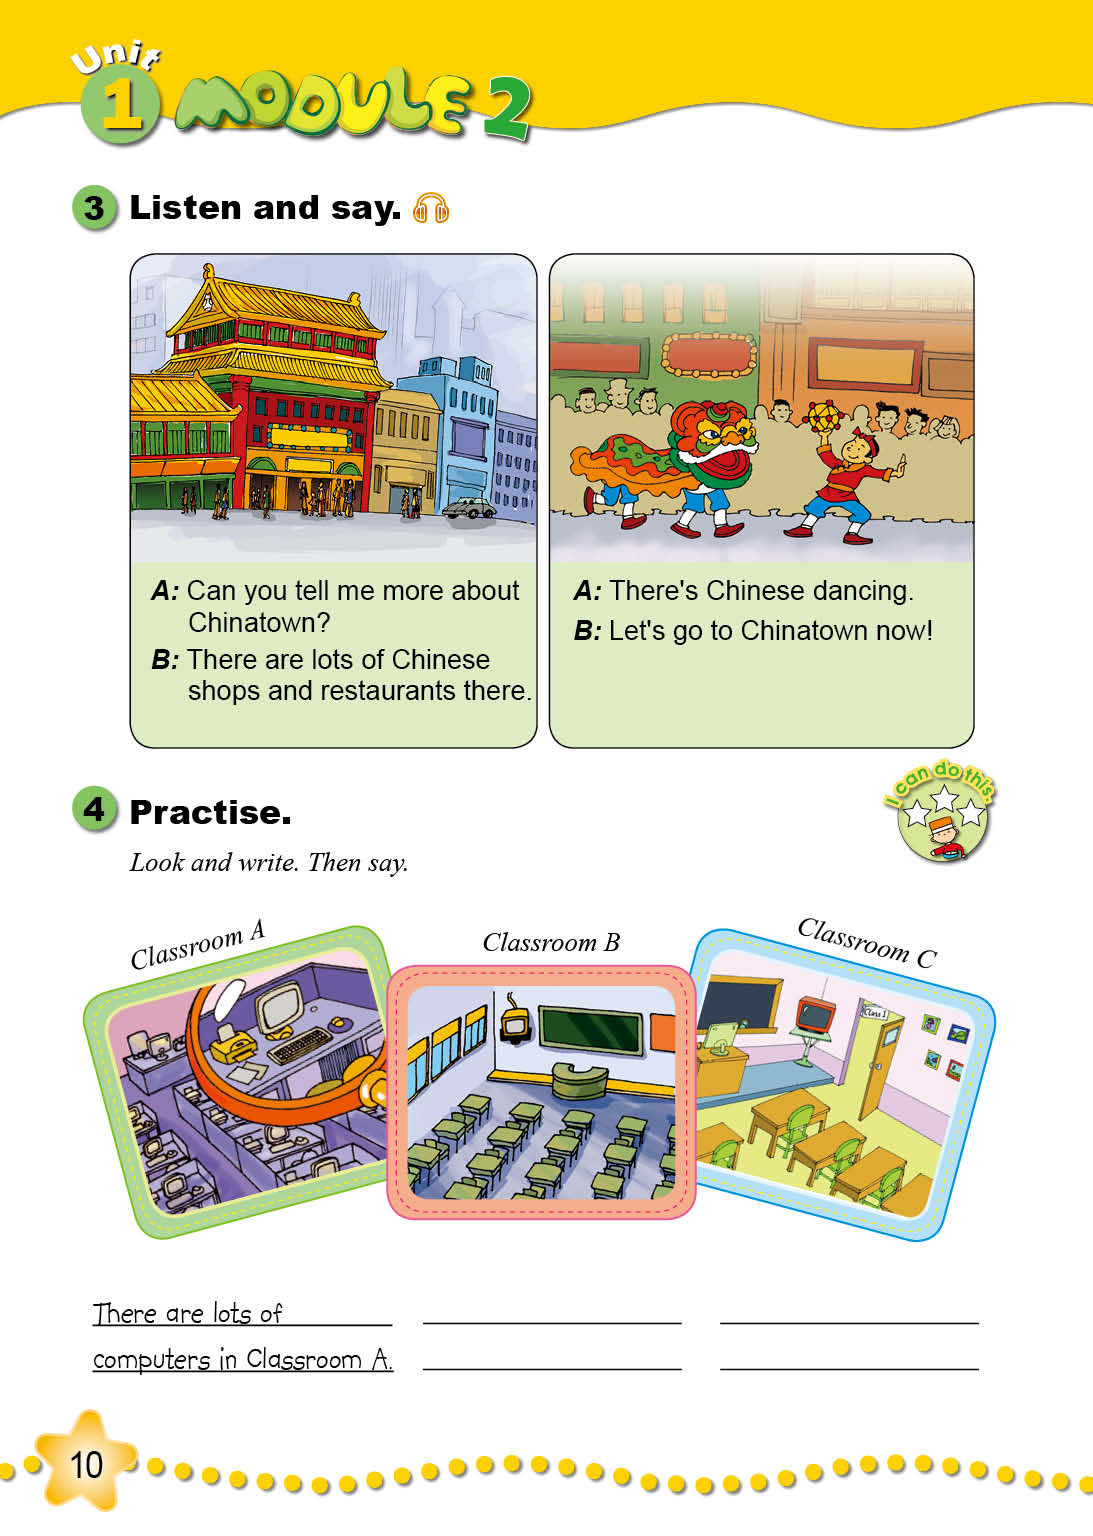 Unit
1 MODULE 2
3 Listen and say.
A: Can you tell me more about
Chinatown?
B: There are lots of Chinese
shops and restaurants there.
A: There's Chinese dancing.
B: Let's go to Chinatown now!
I can do this.
4 Practise.
Look and write. Then say.
Classroom A
Classroom B
Classroom C
Class 1
There are lots of
computers in Classroom A.
10